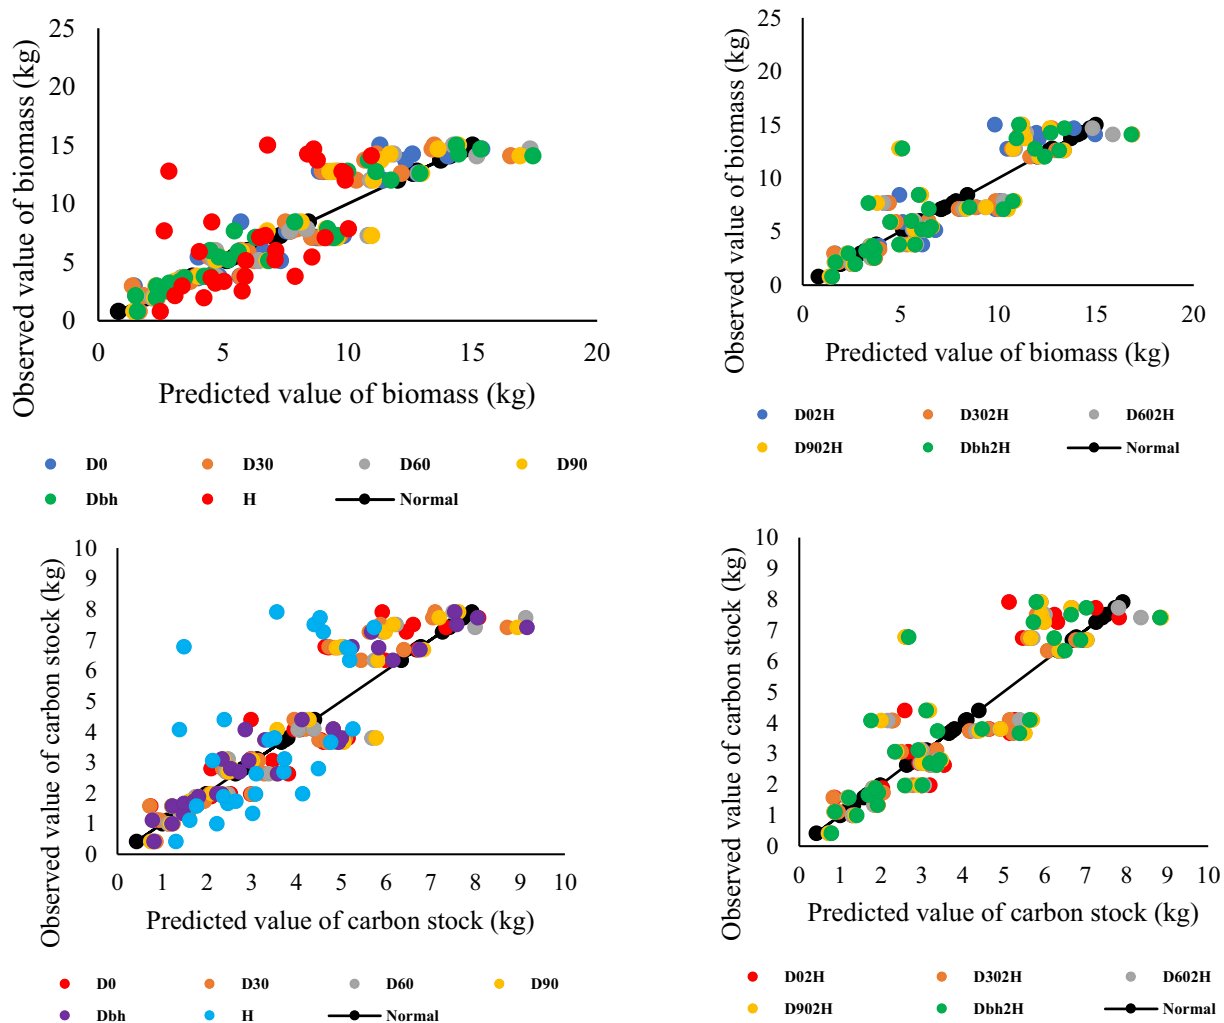 Observed value of biomass (kg)
25
20
15
10
5
0
0 5 10 15 20
Predicted value of biomass (kg)
D0 D30 D60 D90
Dbh H Normal
Observed value of biomass (kg)
25
20
15
10
5
0
0 5 10 15 20
Predicted value of biomass (kg)
D02H D302H D602H
D902H Dbh2H Normal
Observed value of carbon stock (kg)
10
9
8
7
6
5
4
3
2
1
0
0 1 2 3 4 5 6 7 8 9 10
Predicted value of carbon stock (kg)
D0 D30 D60 D90
Dbh H Normal
Observed value of carbon stock (kg)
10
9
8
7
6
5
4
3
2
1
0
0 1 2 3 4 5 6 7 8 9 10
Predicted value of carbon stock (kg)
D02H D302H D602H
D902H Dbh2H Normal